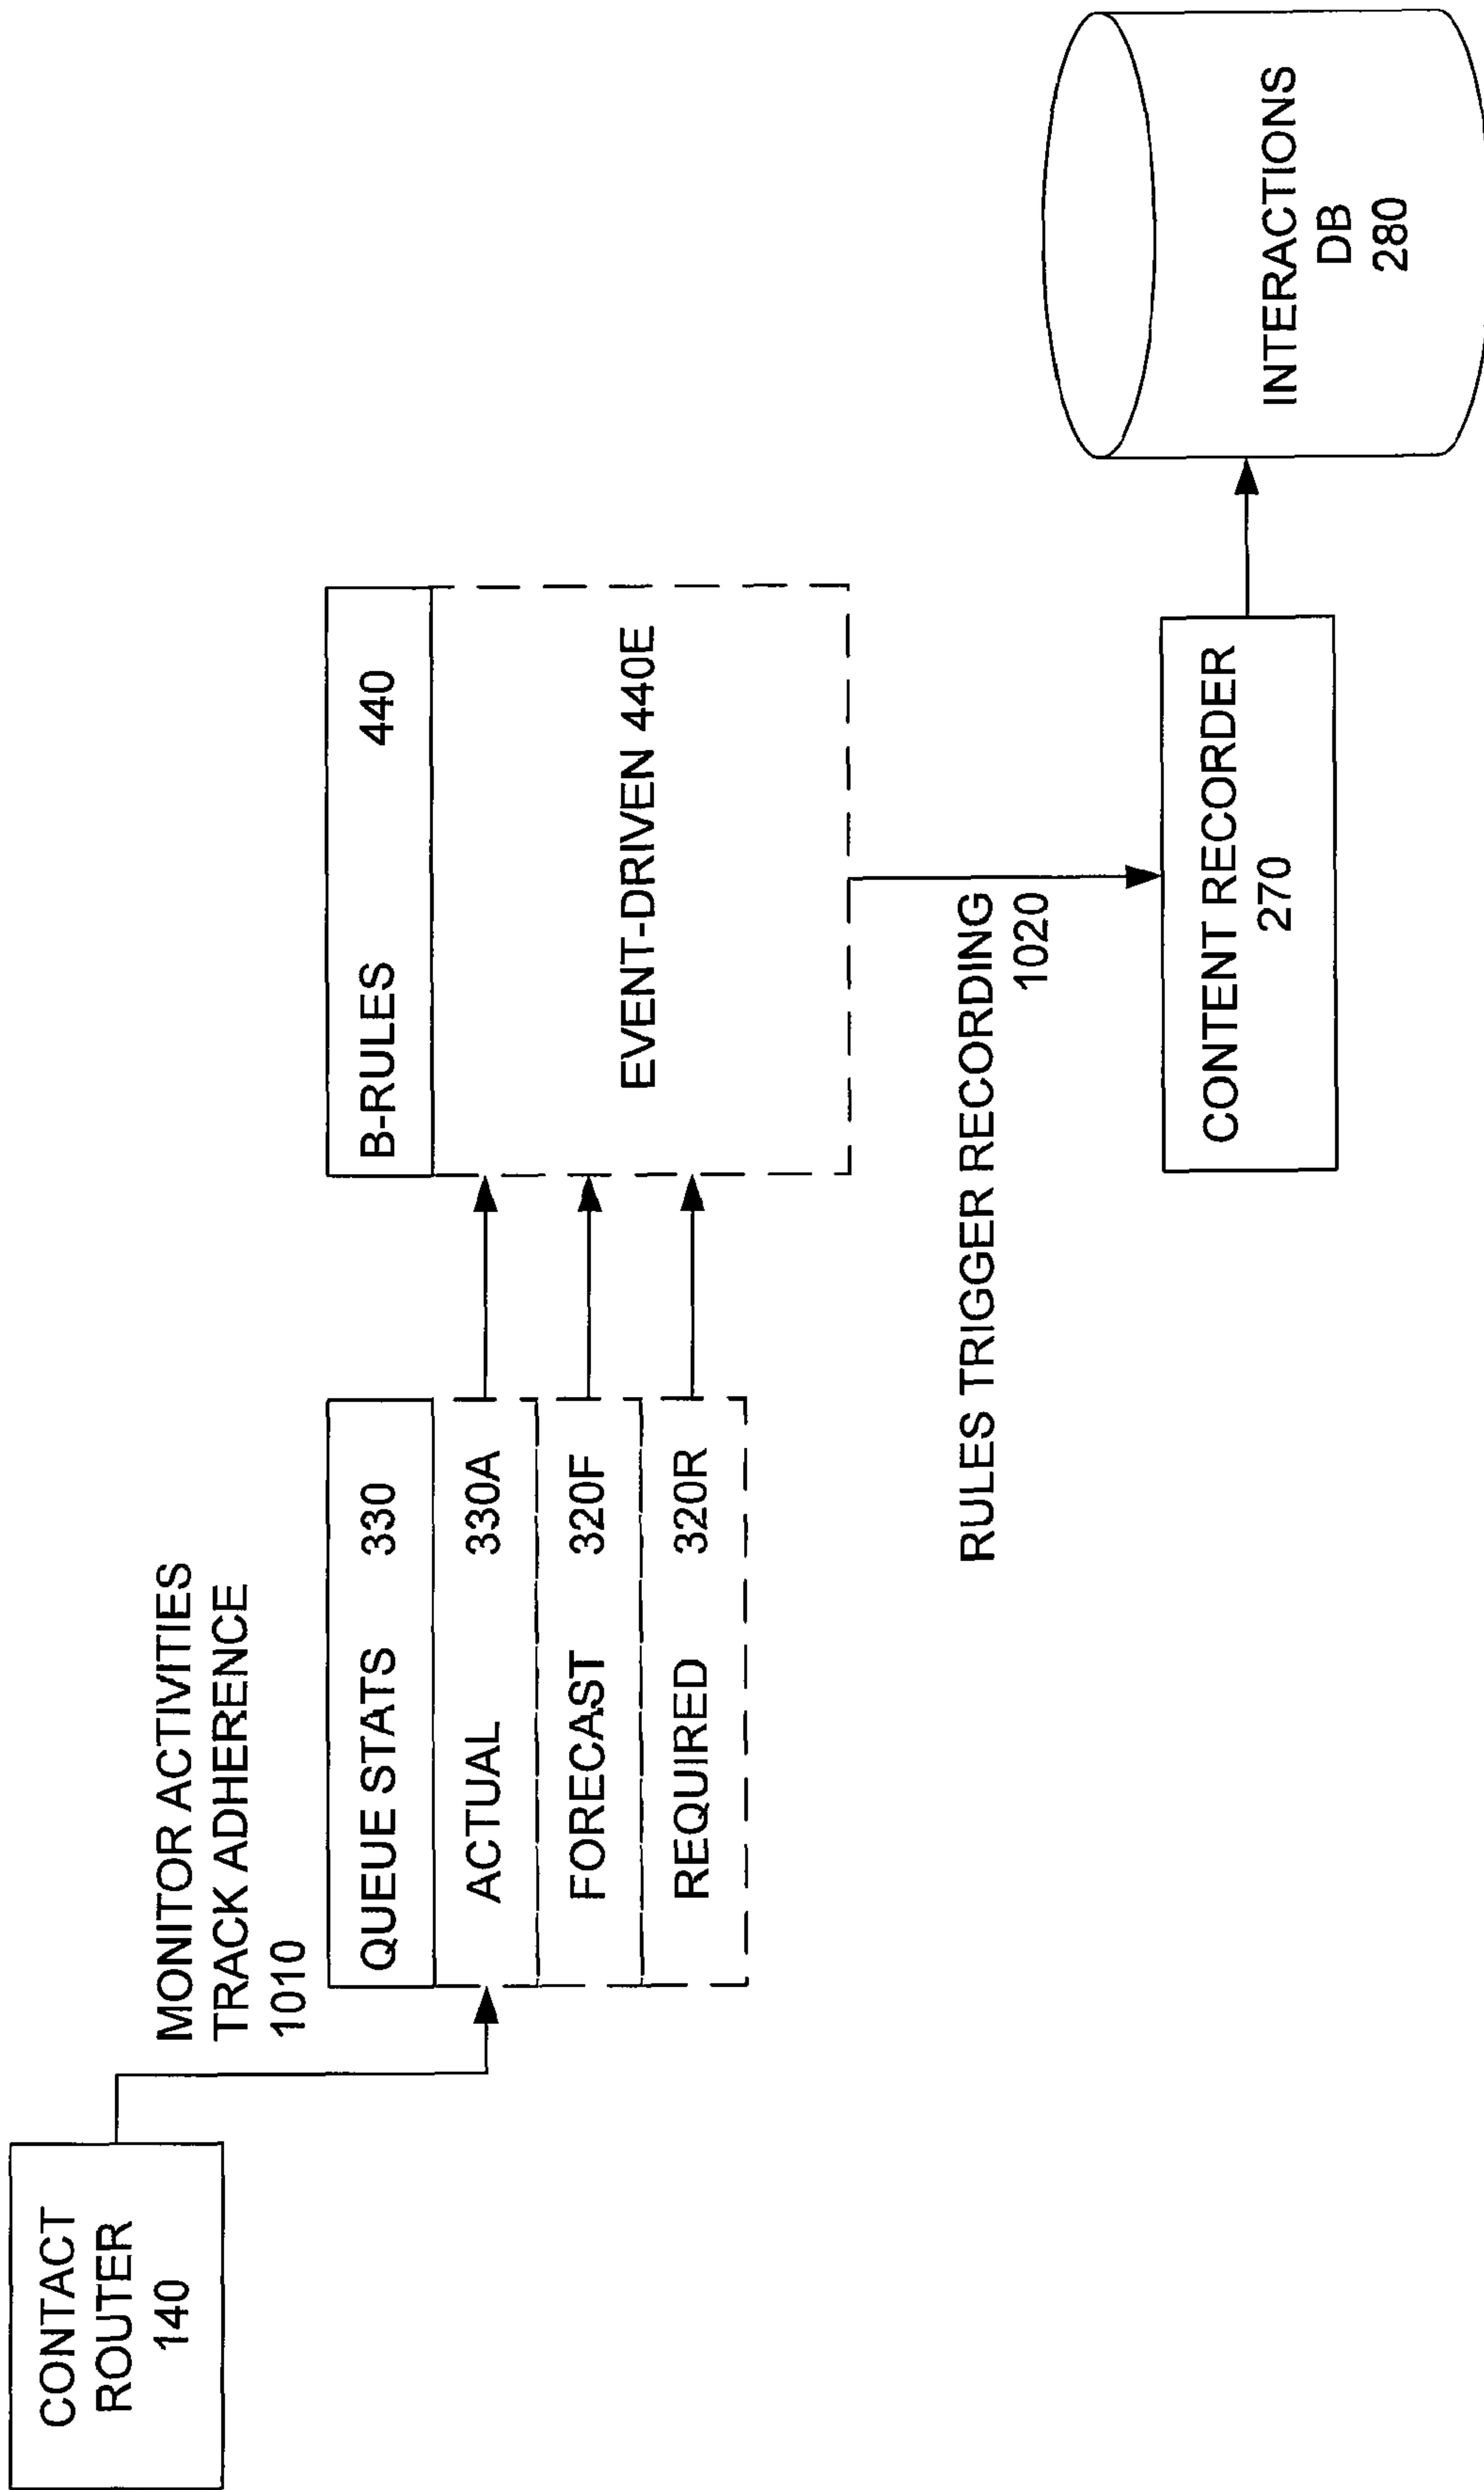 CONTACT
ROUTER
140
MONITOR ACTIVITIES
TRACK ADHERENCE
1010
QUEUE STATS 330
ACTUAL 330A
FORECAST 320F
REQUIRED 320R
B-RULES 440
EVENT-DRIVEN 440E
RULES TRIGGER RECORDING
1020
CONTENT RECORDER
270
INTERACTIONS
DB
280